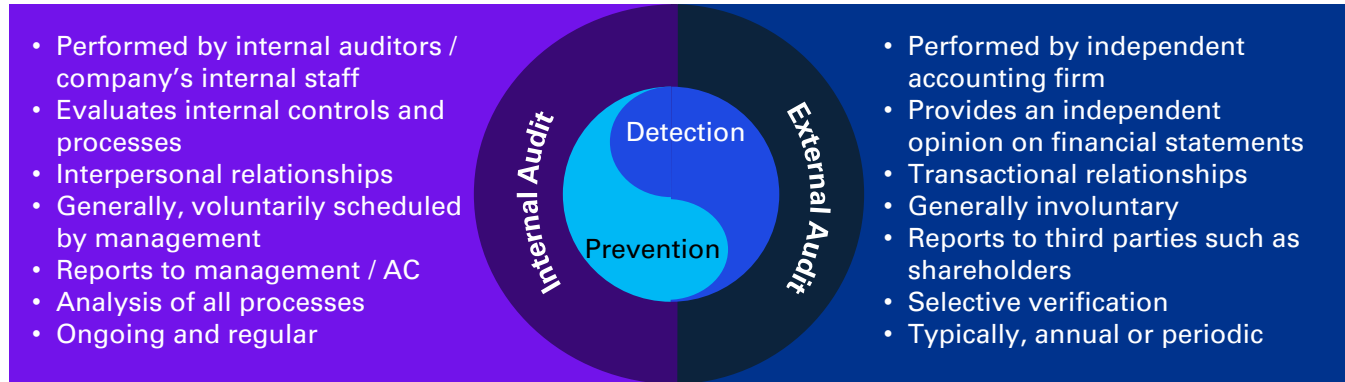 • Performed by internal auditors /
company's internal staff
• Evaluates internal controls and
processes
• Interpersonal relationships
• Generally, voluntarily scheduled
by management
• Reports to management / AC
• Analysis of all processes
• Ongoing and regular
Internal Audit
Detection
Prevention
External Audit
• Performed by independent
accounting firm
• Provides an independent
opinion on financial statements
• Transactional relationships
• Generally involuntary
• Reports to third parties such as
shareholders
• Selective verification
• Typically, annual or periodic